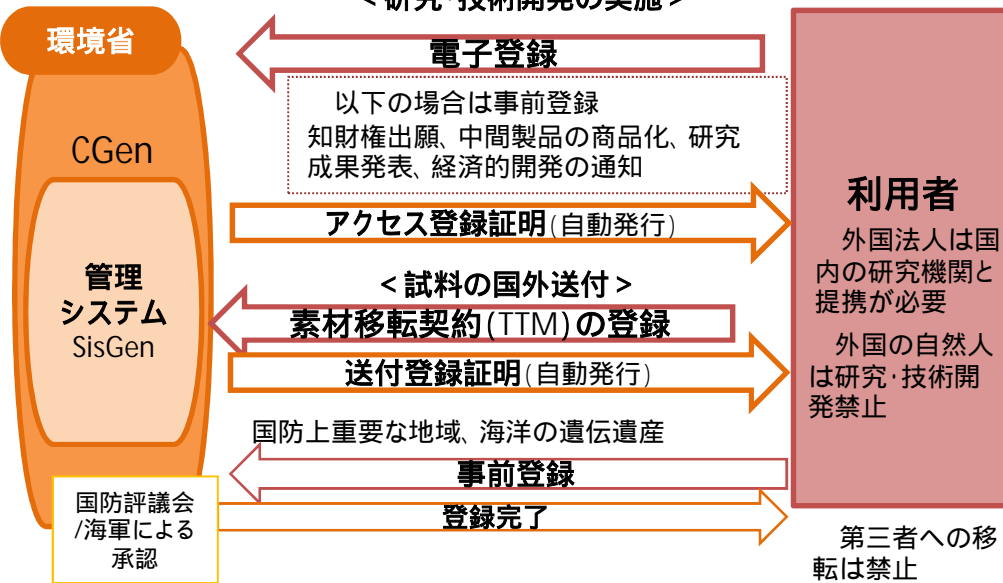 <研究･技術開発の実施>
環境省
電子登録
以下の場合は事前登録
知財権出願、中間製品の商品化、研究
成果発表、経済的開発の通知
CGen
アクセス登録証明(自動発行)
利用者
外国法人は国
内の研究機関と
提携が必要
外国の自然人
は研究･技術開
発禁止
管理
システム
SisGen
<試料の国外送付>
素材移転契約(TTM)の登録
送付登録証明(自動発行)
国防上重要な地域、海洋の遺伝遺産
事前登録
国防評議会
/海軍による
承認
登録完了
第三者への移
転は禁止